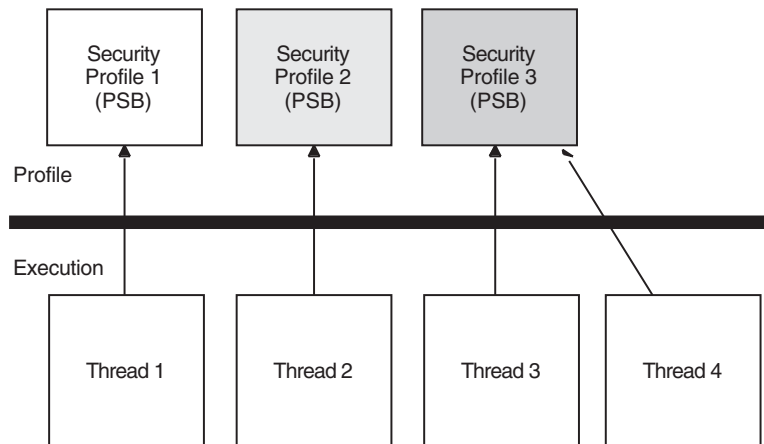 Security
Profile 1
(PSB)
Security
Profile 2
(PSB)
Security
Profile 3
(PSB)
Profile
Execution
Thread 1
Thread 2
Thread 3
Thread 4